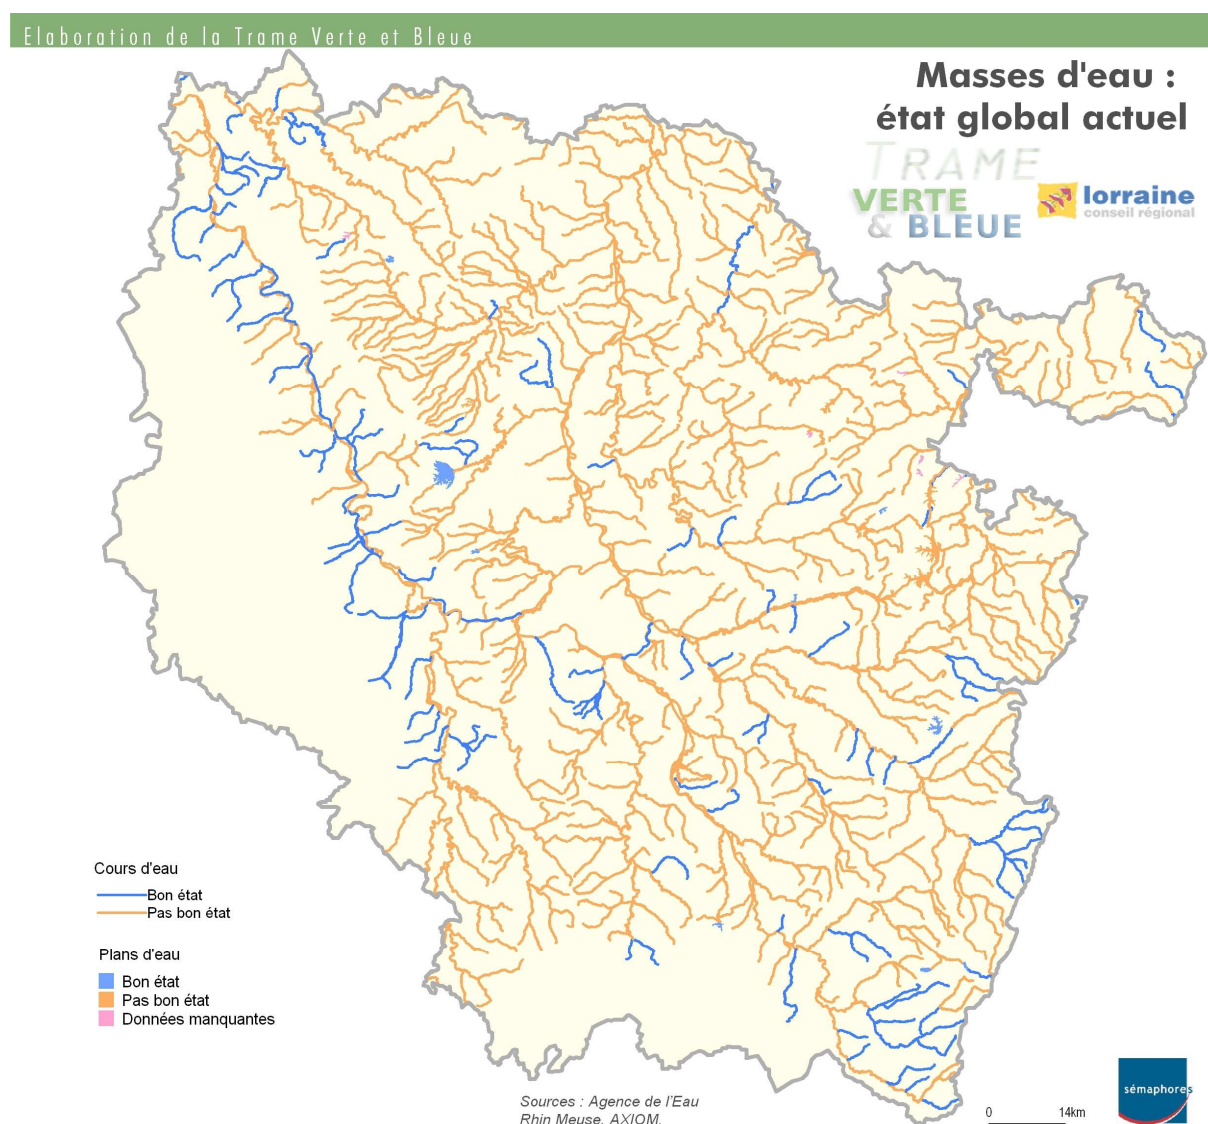 Elaboration de la Trame Verte et Bleue
Masses d'eau :
état global actuel
TRAME
VERTE
& BLEUE
lorraine
conseil régional
Cours d'eau
Bon état
Pas bon état
Plans d'eau
Bon état
Pas bon état
Données manquantes
Sources : Agence de l'Eau
Rhin Meuse, AXIOM.
0 14km
sémaphores